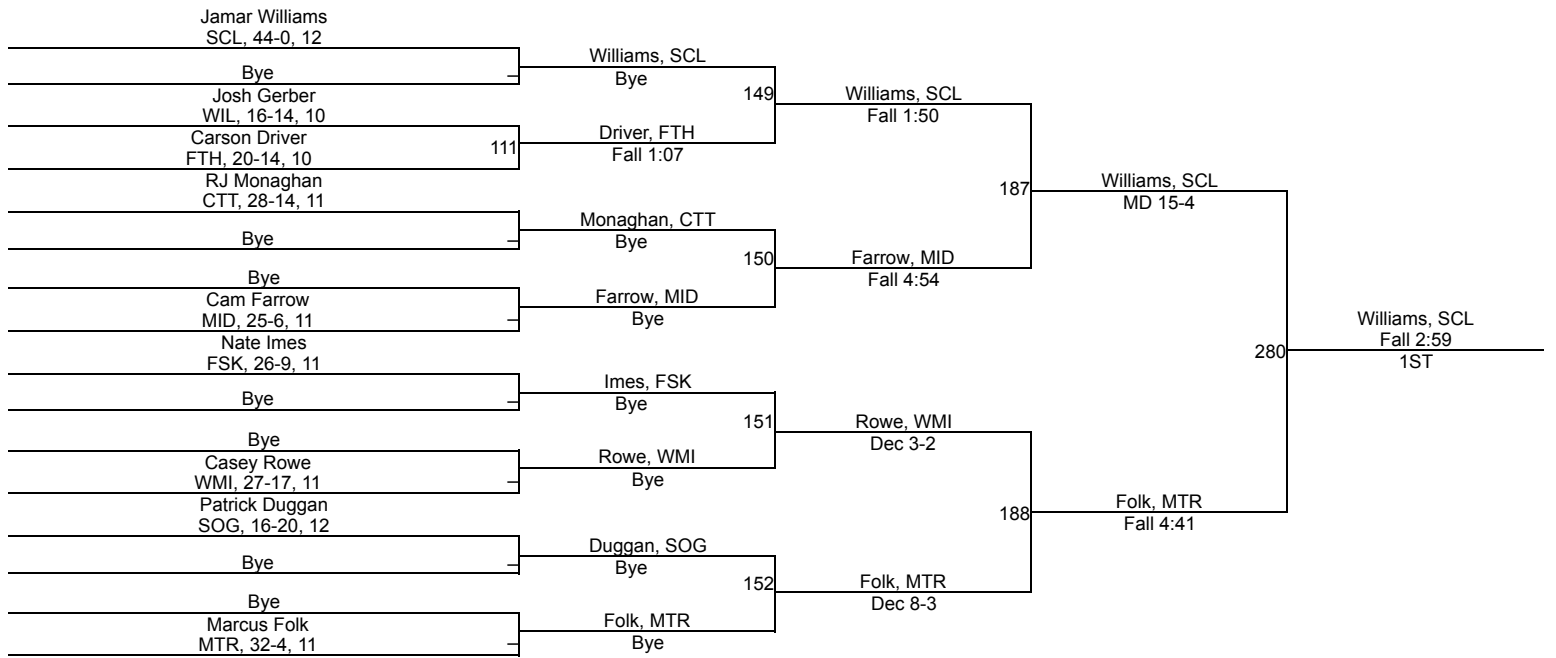 Jamar Williams
SCL, 44-0, 12
Bye
Josh Gerber
WIL, 16-14, 10
Carson Driver
FTH, 20-14, 10
111
RJ Monaghan
CTT, 28-14, 11
Bye
Bye
Cam Farrow
MID, 25-6, 11
Nate Imes
FSK, 26-9, 11
Bye
Bye
Casey Rowe
WMI, 27-17, 11
Patrick Duggan
SOG, 16-20, 12
Bye
Bye
Marcus Folk
MTR, 32-4, 11
Williams, SCL
Bye
149
Driver, FTH
Fall 1:07
Monaghan, CTT
Bye
150
Farrow, MID
Bye
Imes, FSK
Bye
151
Rowe, WMI
Bye
Duggan, SOG
Bye
152
Folk, MTR
Bye
Williams, SCL
Fall 1:50
187
Farrow, MID
Fall 4:54
Rowe, WMI
Dec 3-2
188
Folk, MTR
Dec 8-3
Williams, SCL
MD 15-4
280
Folk, MTR
Fall 4:41
Williams, SCL
Fall 2:59
1ST